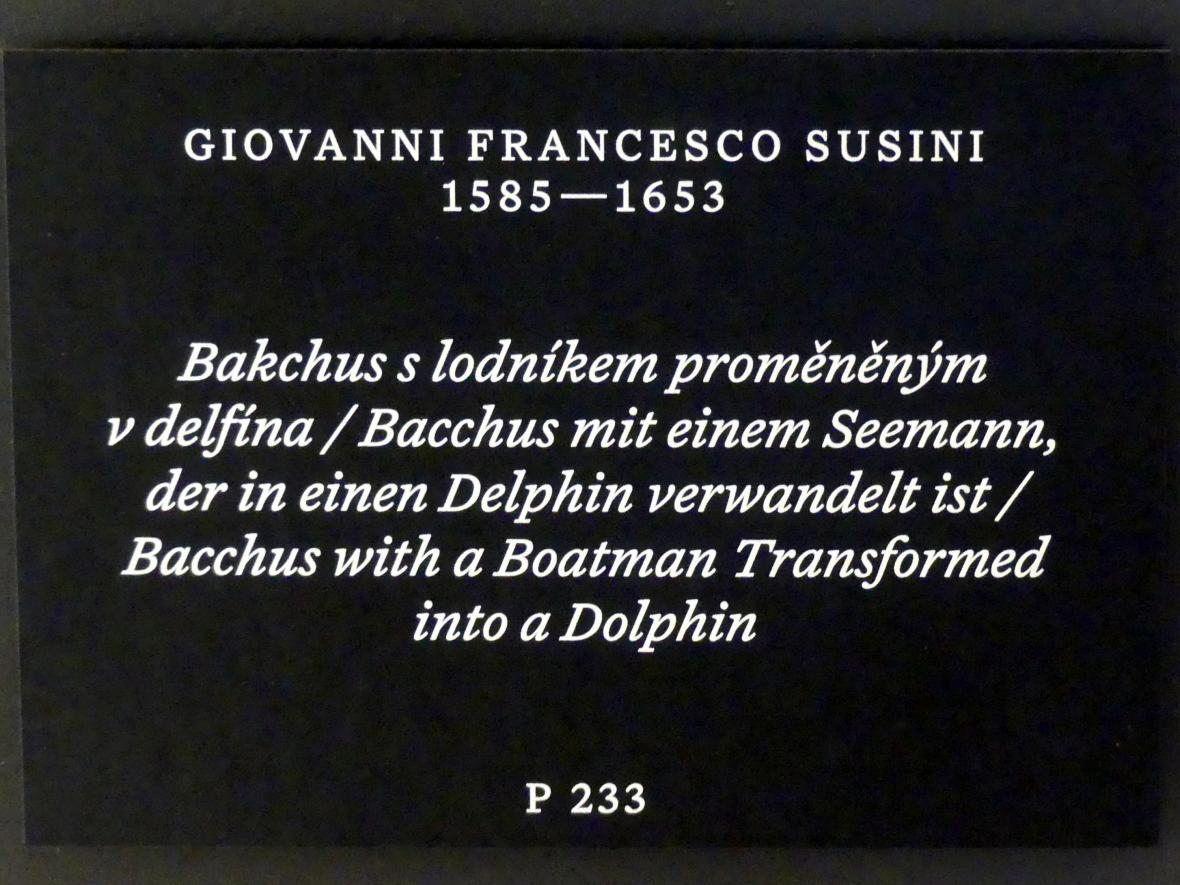 GIOVANNI FRANCESCO SUSINI
1585—1653
Bakchus s lodníkem proměněným
v delfína / Bacchus mit einem Seemann,
der in einen Delphin verwandelt ist /
Bacchus with a Boatman Transformed
into a Dolphin
P 233